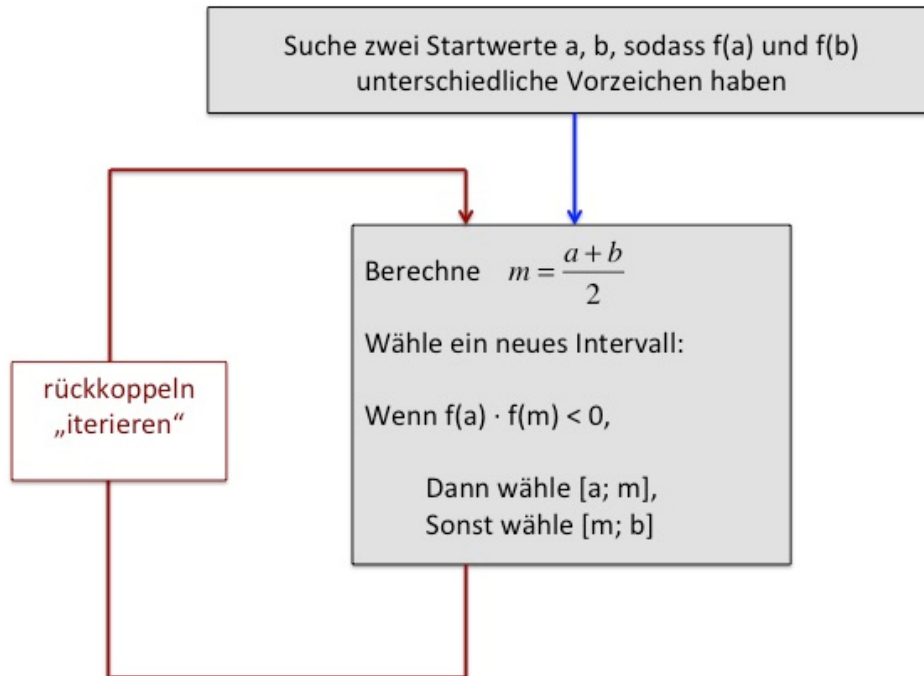 Suche zwei Startwerte a, b, sodass f(a) und f(b)
unterschiedliche Vorzeichen haben
Berechne m = (a + b) / 2
Wähle ein neues Intervall:
rückkoppeln
„iterieren“
Wenn f(a) · f(m) < 0,
Dann wähle [a; m],
Sonst wähle [m; b]